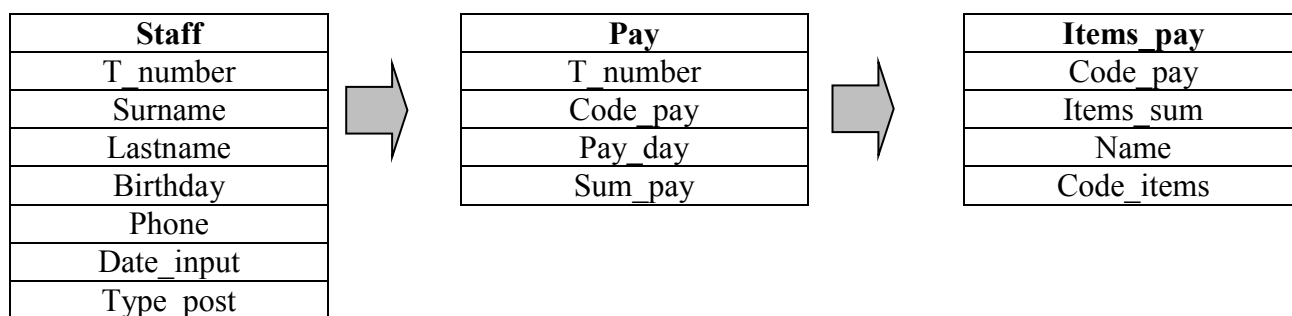 Staff
T_number
Surname
Lastname
Birthday
Phone
Date_input
Type_post
Pay
T_number
Code_pay
Pay_day
Sum_pay
Items_pay
Code_pay
Items_sum
Name
Code_items